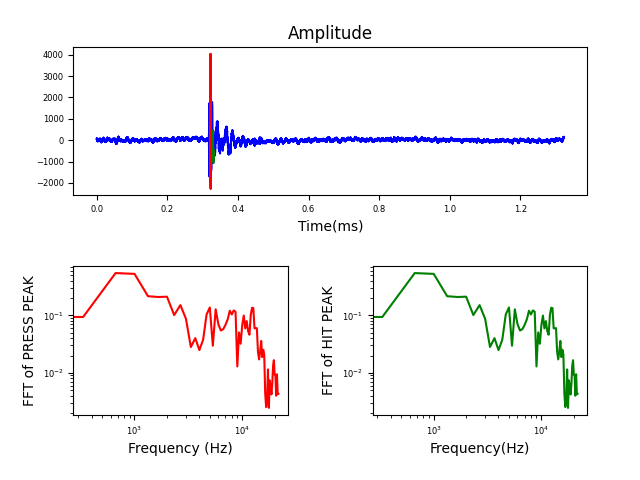 Amplitude
4000
3000
2000
1000
0
−1000
−2000
0.0 0.2 0.4 0.6 0.8 1.0 1.2
Time(ms)
FFT of PRESS PEAK
10⁻¹
10⁻²
10³ 10⁴
Frequency (Hz)
FFT of HIT PEAK
10⁻¹
10⁻²
10³ 10⁴
Frequency(Hz)